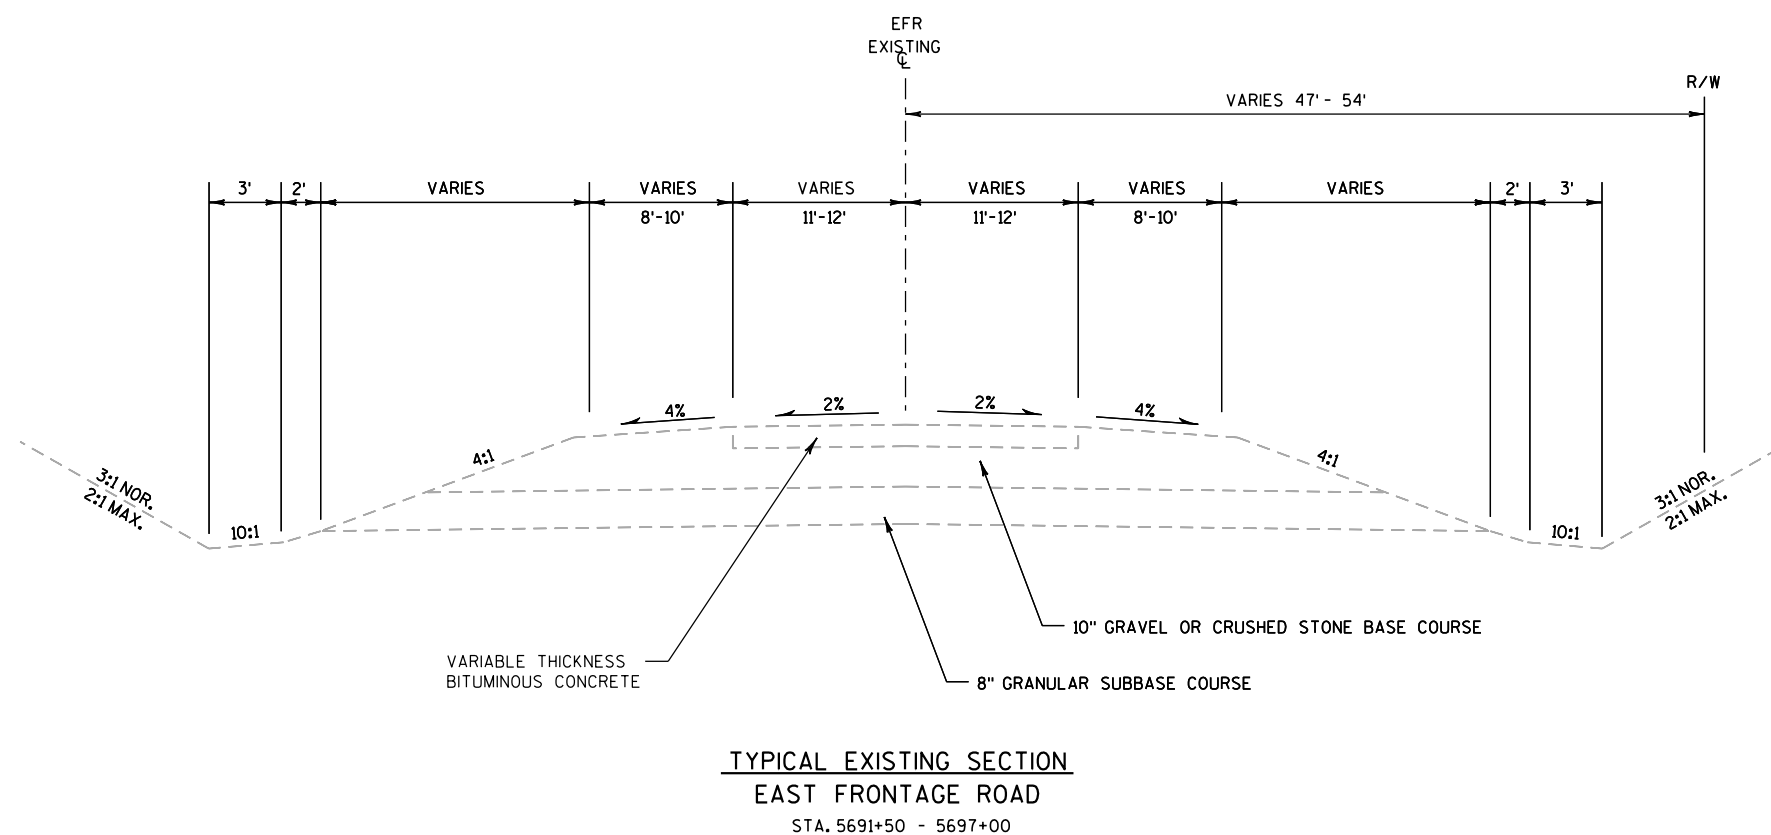 EFR
EXISTING
℄
R/W
VARIES 47' - 54'
3' 2' VARIES VARIES VARIES VARIES VARIES VARIES 2' 3'
8'-10' 11'-12' 11'-12' 8'-10'
4% 2% 2% 4%
4:1 4:1
3:1 NOR. 3:1 NOR.
2:1 MAX. 2:1 MAX.
10:1 10:1
10" GRAVEL OR CRUSHED STONE BASE COURSE
VARIABLE THICKNESS
BITUMINOUS CONCRETE
8" GRANULAR SUBBASE COURSE
TYPICAL EXISTING SECTION
EAST FRONTAGE ROAD
STA. 5691+50 - 5697+00